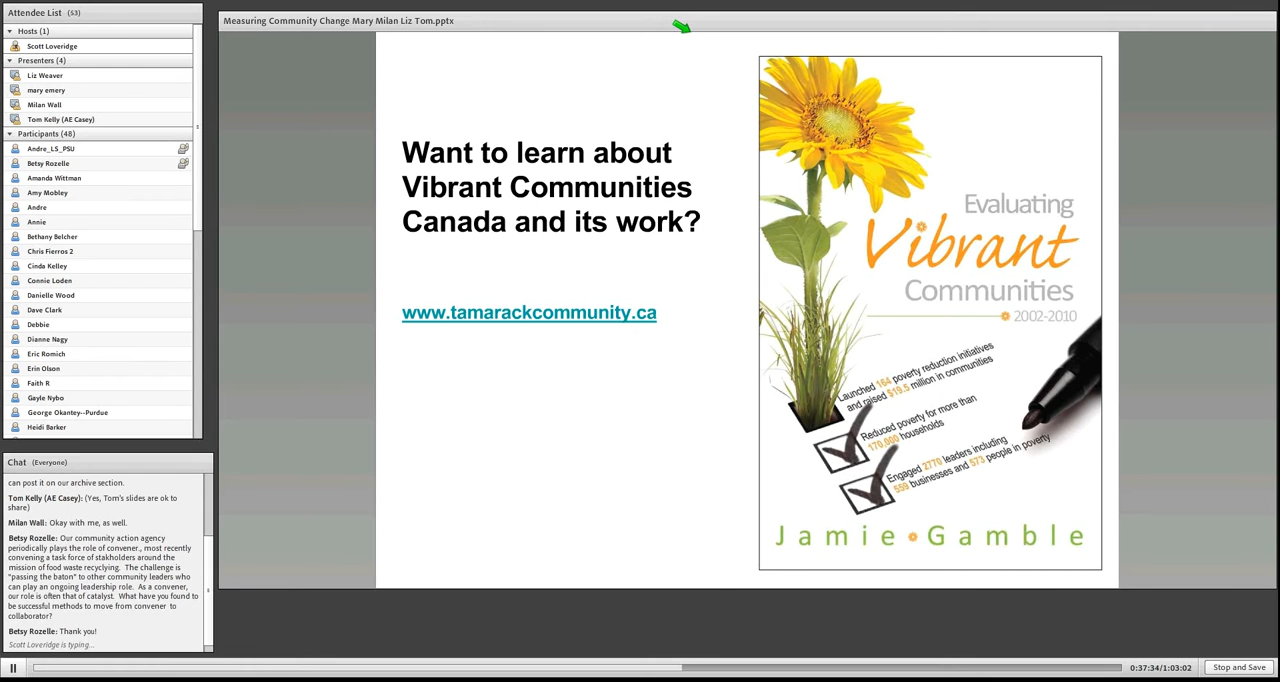 Attendee List (53)
Hosts (1)
Scott Loveridge
Presenters (4)
Liz Weaver
mary emery
Milan Wall
Tom Kelly (AE Casey)
Participants (48)
Andre_LS_PSU
Betsy Rozelle
Amanda Wittman
Amy Mobley
Andre
Annie
Bethany Belcher
Chris Fierros 2
Cinda Kelley
Connie Loden
Danielle Wood
Dave Clark
Debbie
Dianne Nagy
Eric Romich
Erin Olson
Faith R
Gayle Nybo
George Okantey--Purdue
Heidi Barker
Chat (Everyone)
can post it on our archive section.
Tom Kelly (AE Casey): (Yes, Tom's slides are ok to
share)
Milan Wall: Okay with me, as well.
Betsy Rozelle: Our community action agency
periodically plays the role of convener., most recently
convening a task force of stakholders around the
mission of food waste recyclying. The challenge is
"passing the baton" to other community leaders who
can play an ongoing leadership role. As a convener,
our role is often that of catalyst. What have you found to
be successful methods to move from convener to
collaborator?
Betsy Rozelle: Thank you!
Scott Loveridge is typing...
Measuring Community Change Mary Milan Liz Tom.pptx
Want to learn about
Vibrant Communities
Canada and its work?
www.tamarackcommunity.ca
Evaluating
Vibrant
Communities
2002-2010
Launched 164 poverty reduction initiatives
and raised $19.5 million in communities
Reduced poverty for more than
170,000 households
Engaged 2770 leaders including
559 businesses and 573 people in poverty
Jamie Gamble
0:37:34/1:03:02
Stop and Save